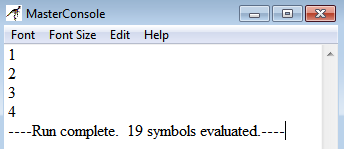 MasterConsole
Font Font Size Edit Help
1
2
3
4
----Run complete.  19 symbols evaluated.----